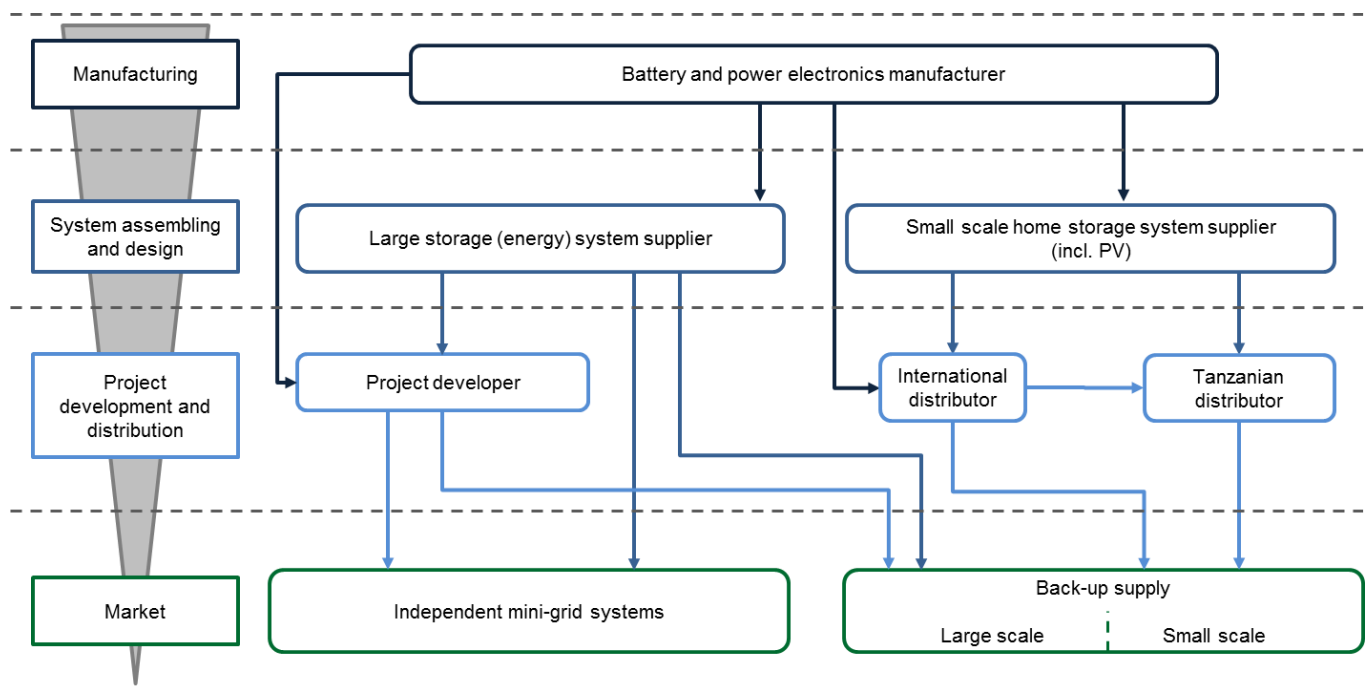 Manufacturing
Battery and power electronics manufacturer
System assembling
and design
Large storage (energy) system supplier
Small scale home storage system supplier
(incl. PV)
Project
development and
distribution
Project developer
International
distributor
Tanzanian
distributor
Market
Independent mini-grid systems
Back-up supply
Large scale
Small scale